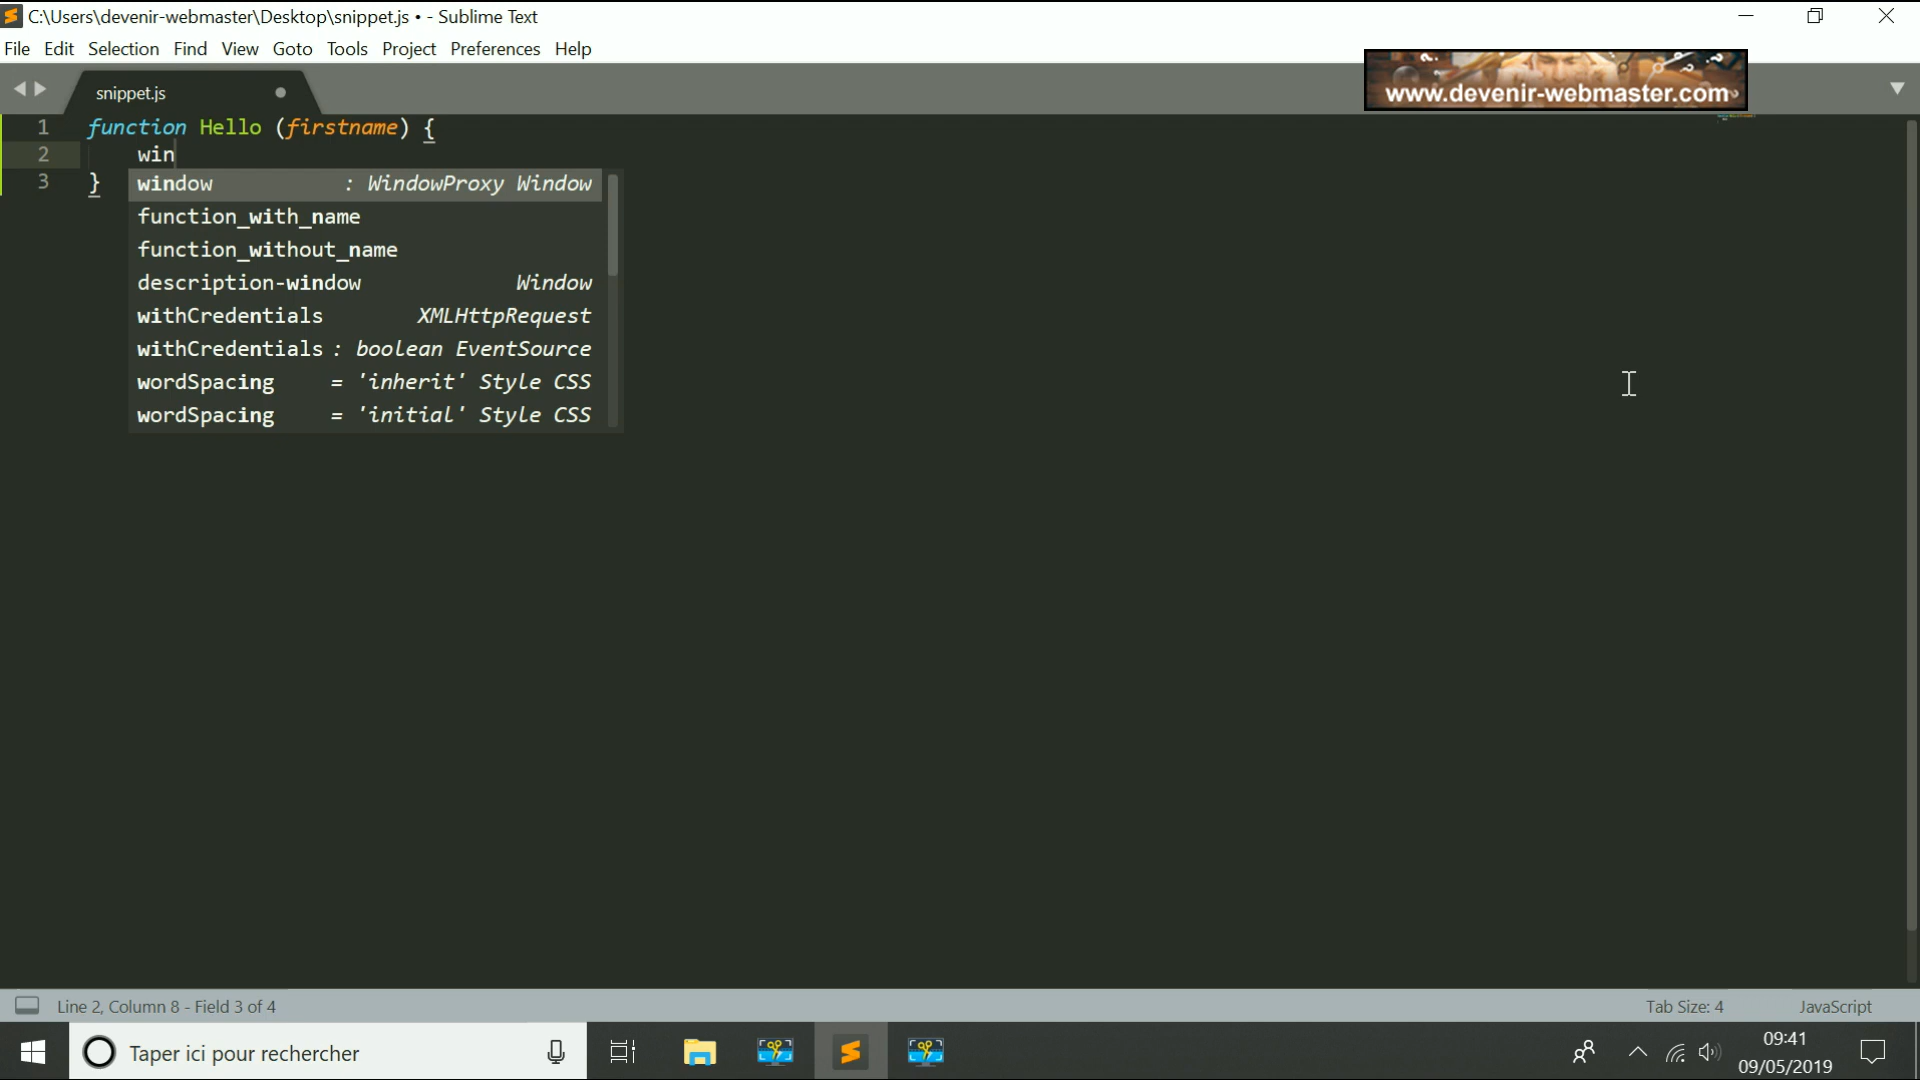 C:\Users\devenir-webmaster\Desktop\snippet.js • - Sublime Text
File Edit Selection Find View Goto Tools Project Preferences Help
www.devenir-webmaster.com
snippet.js
1 function Hello (firstname) {
2 win
3 }
window : WindowProxy Window
function_with_name
function_without_name
description-window Window
withCredentials XMLHttpRequest
withCredentials : boolean EventSource
wordSpacing = 'inherit' Style CSS
wordSpacing = 'initial' Style CSS
Line 2, Column 8 - Field 3 of 4 Tab Size: 4 JavaScript
Taper ici pour rechercher
09:41
09/05/2019